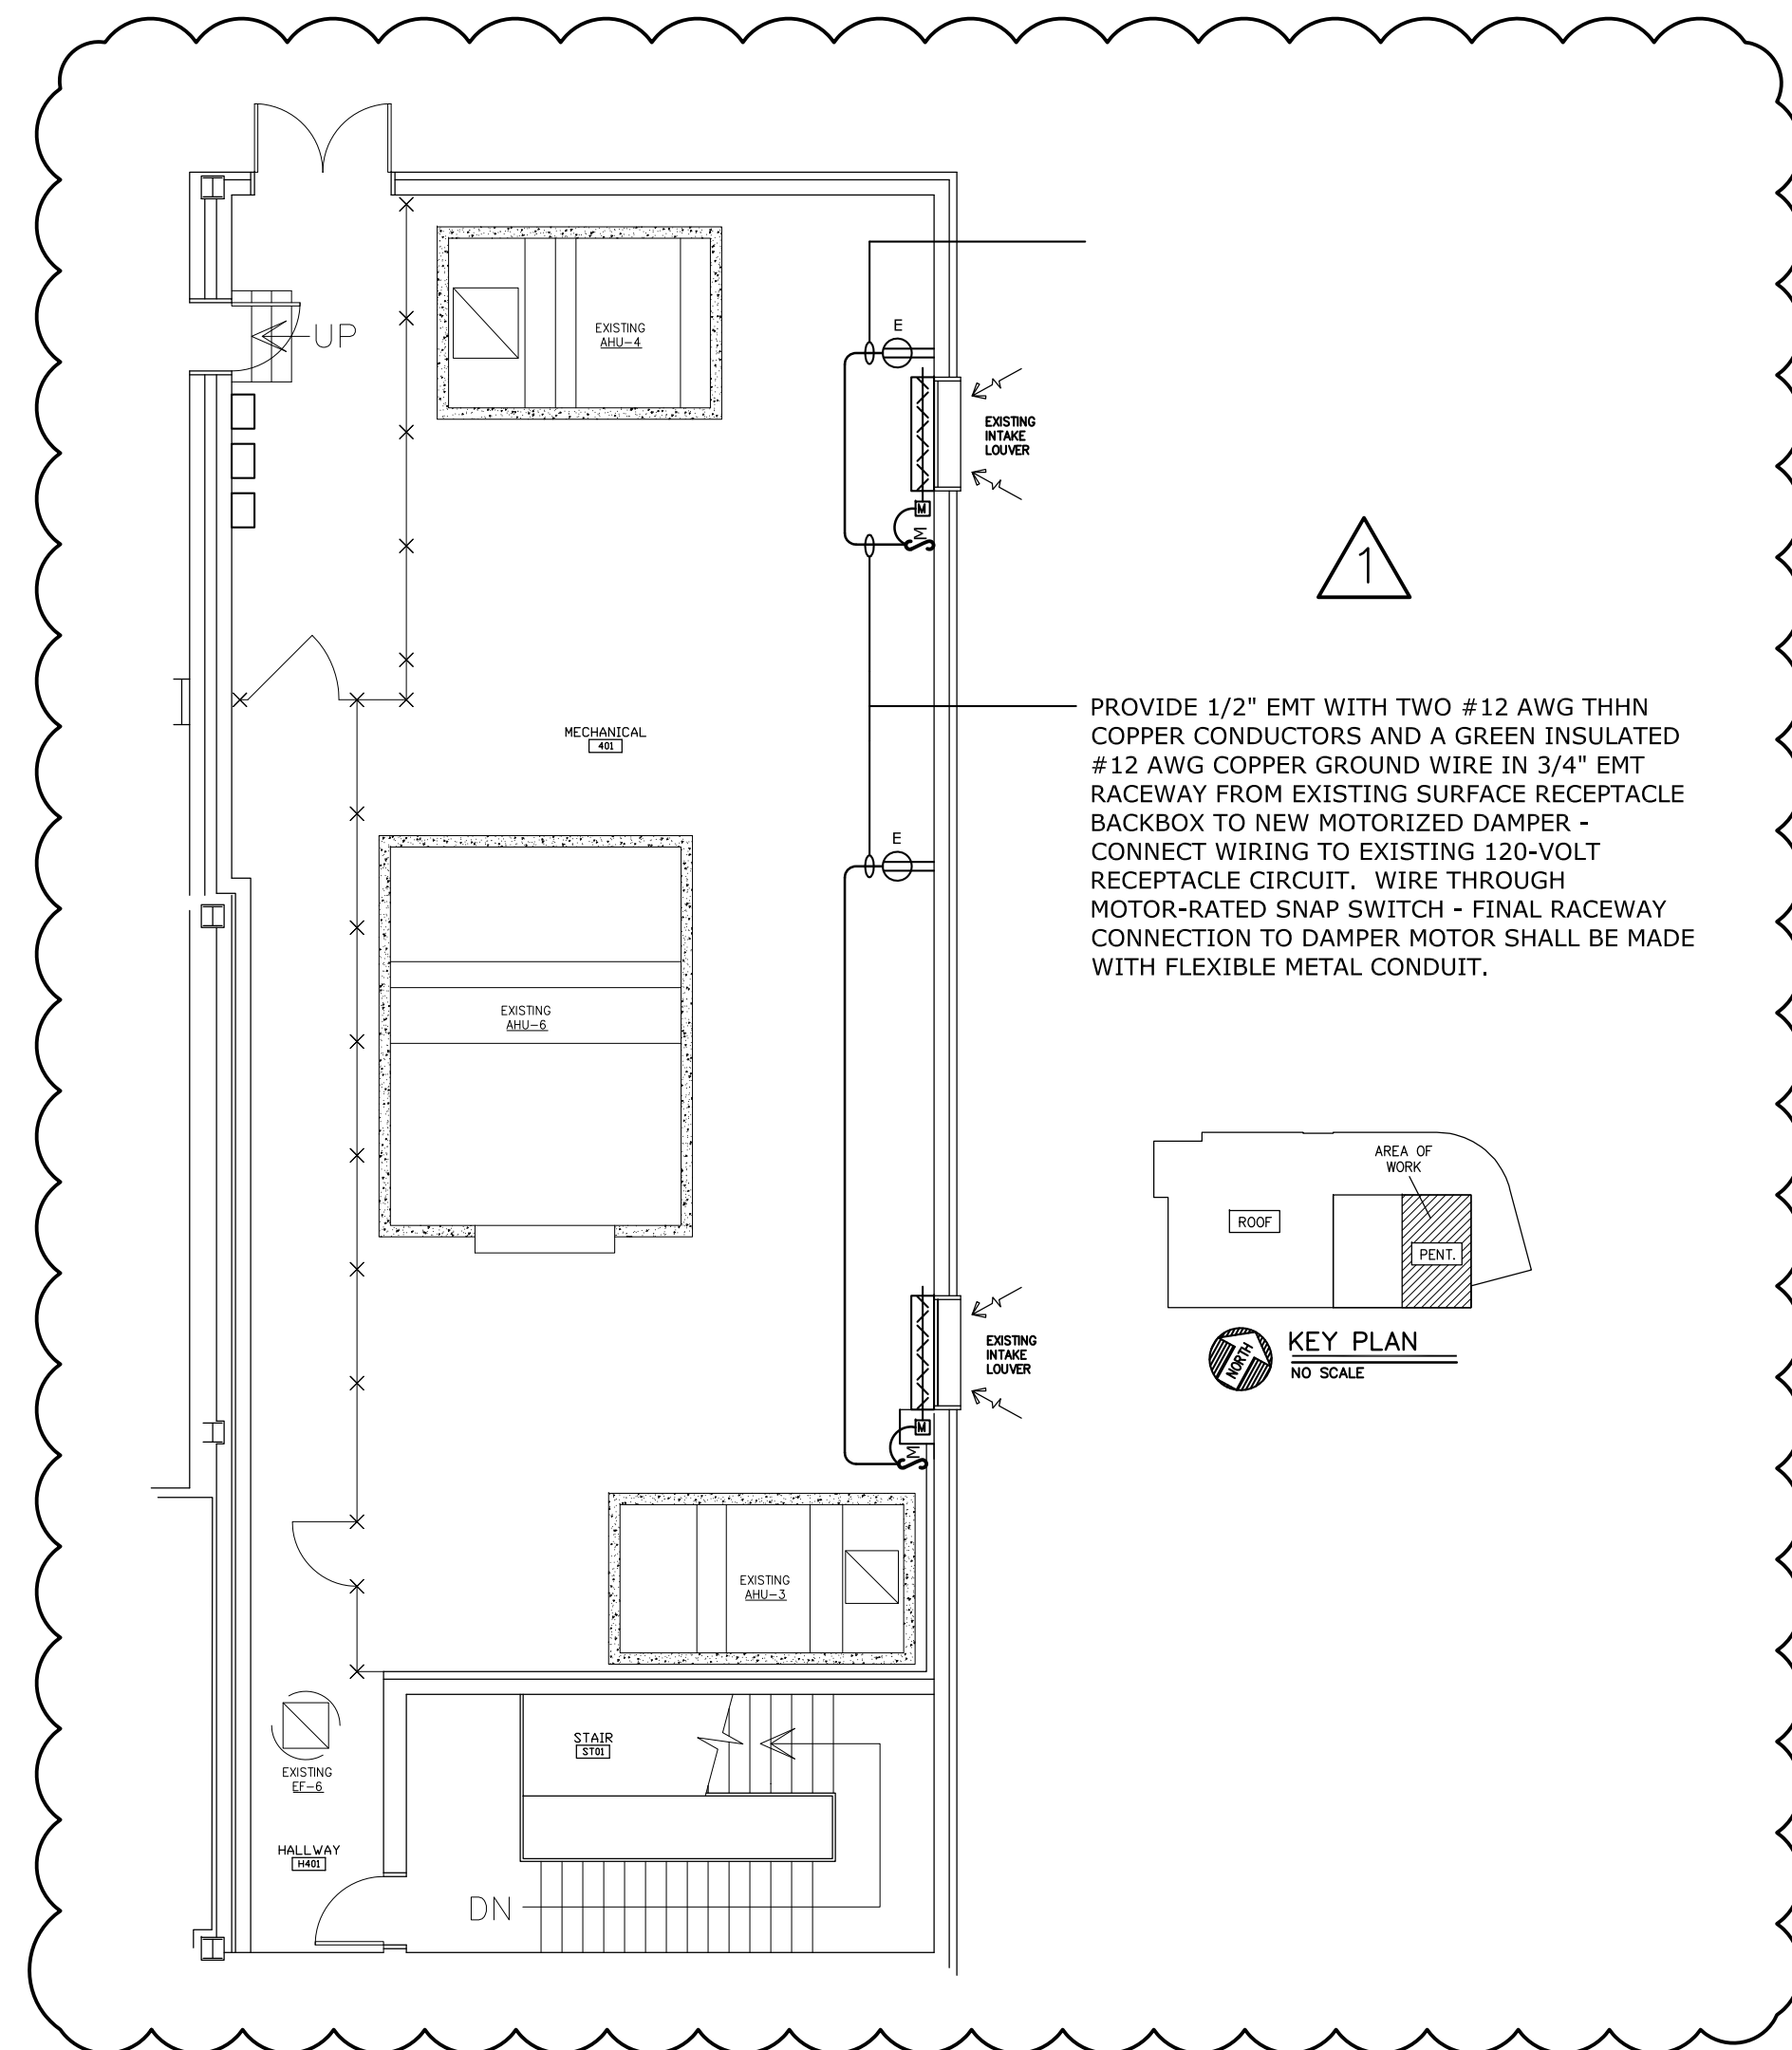 UP
EXISTING
AHU-4
E
EXISTING
INTAKE
LOUVER
M
S M
1
MECHANICAL
401
PROVIDE 1/2" EMT WITH TWO #12 AWG THHN
COPPER CONDUCTORS AND A GREEN INSULATED
#12 AWG COPPER GROUND WIRE IN 3/4" EMT
RACEWAY FROM EXISTING SURFACE RECEPTACLE
BACKBOX TO NEW MOTORIZED DAMPER -
CONNECT WIRING TO EXISTING 120-VOLT
RECEPTACLE CIRCUIT. WIRE THROUGH
MOTOR-RATED SNAP SWITCH - FINAL RACEWAY
CONNECTION TO DAMPER MOTOR SHALL BE MADE
WITH FLEXIBLE METAL CONDUIT.
E
EXISTING
AHU-6
AREA OF
WORK
ROOF
PENT.
NORTH
KEY PLAN
NO SCALE
EXISTING
INTAKE
LOUVER
M
S M
EXISTING
AHU-3
STAIR
ST01
EXISTING
EF-6
HALLWAY
H401
DN